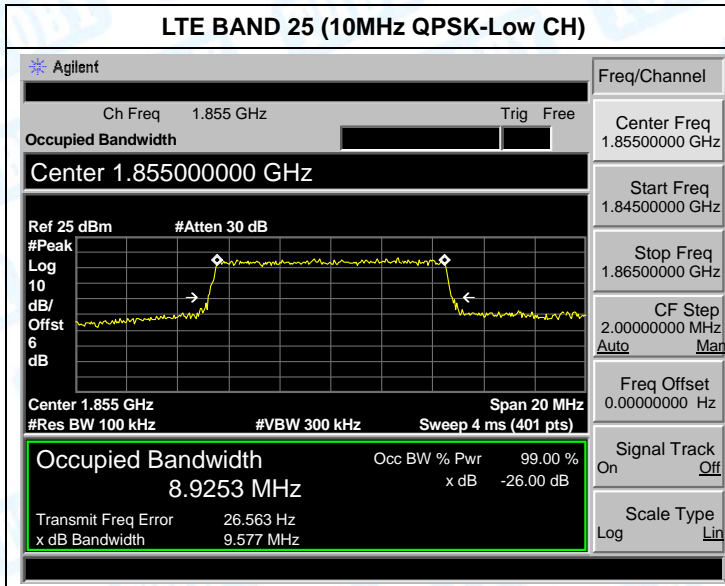 LTE BAND 25 (10MHz QPSK-Low CH)
Agilent
Freq/Channel
Ch Freq 1.855 GHz Trig Free
Occupied Bandwidth
Center 1.855000000 GHz
Ref 25 dBm #Atten 30 dB
#Peak
Log
10
dB/
Offst
6
dB
Center 1.855 GHz Span 20 MHz
#Res BW 100 kHz #VBW 300 kHz Sweep 4 ms (401 pts)
Occupied Bandwidth Occ BW % Pwr 99.00 %
8.9253 MHz x dB -26.00 dB
Transmit Freq Error 26.563 Hz
x dB Bandwidth 9.577 MHz
Center Freq
1.85500000 GHz
Start Freq
1.84500000 GHz
Stop Freq
1.86500000 GHz
CF Step
2.00000000 MHz
Auto Man
Freq Offset
0.00000000 Hz
Signal Track
On Off
Scale Type
Log Lin